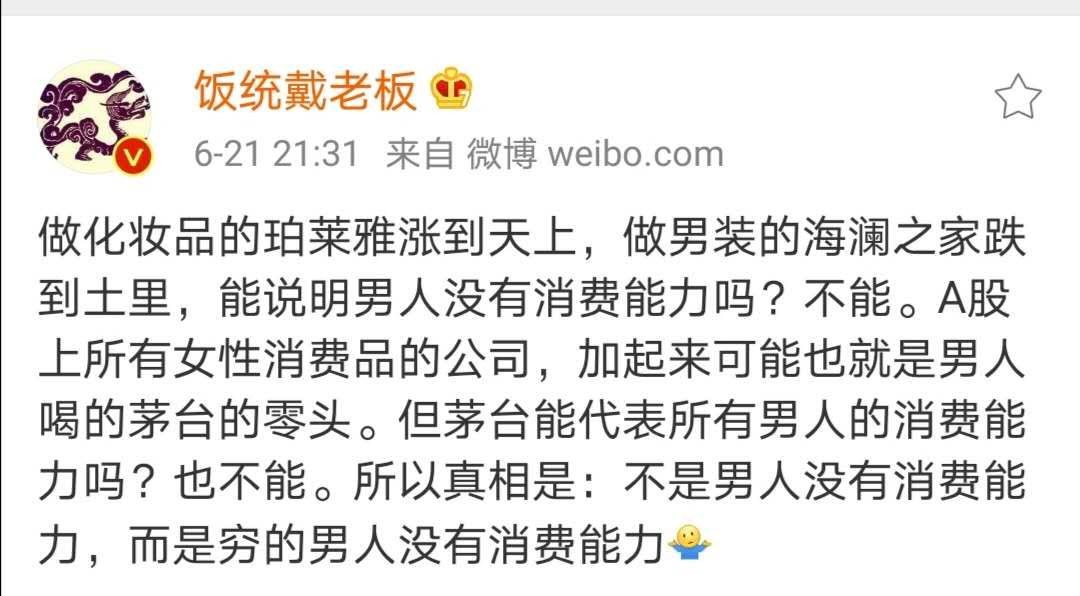 饭统戴老板
6-21 21:31 来自 微博 weibo.com
做化妆品的珀莱雅涨到天上，做男装的海澜之家跌
到土里，能说明男人没有消费能力吗？不能。A股
上所有女性消费品的公司，加起来可能也就是男人
喝的茅台的零头。但茅台能代表所有男人的消费能
力吗？也不能。所以真相是：不是男人没有消费能
力，而是穷的男人没有消费能力